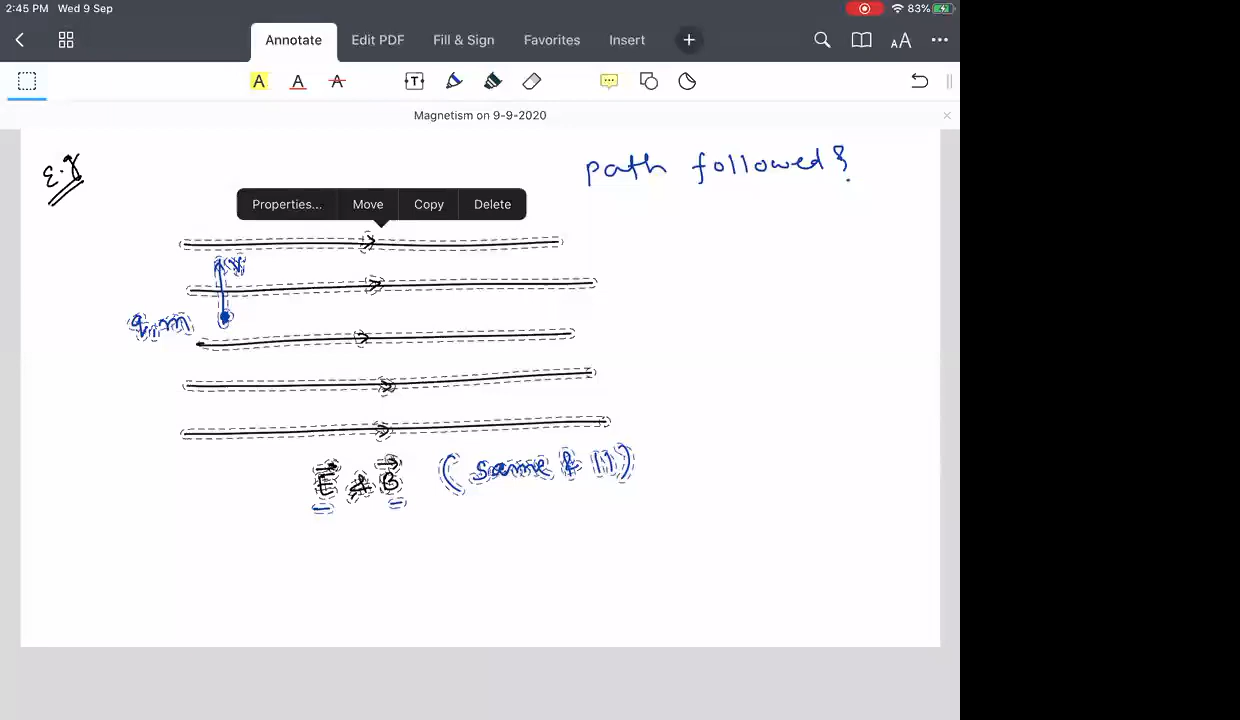 2:45 PM Wed 9 Sep 83%
Annotate Edit PDF Fill & Sign Favorites Insert
A A A T AA
Magnetism on 9-9-2020
E.g
path followed?
Properties... Move Copy Delete
v
q, m
E & B (same & ||)